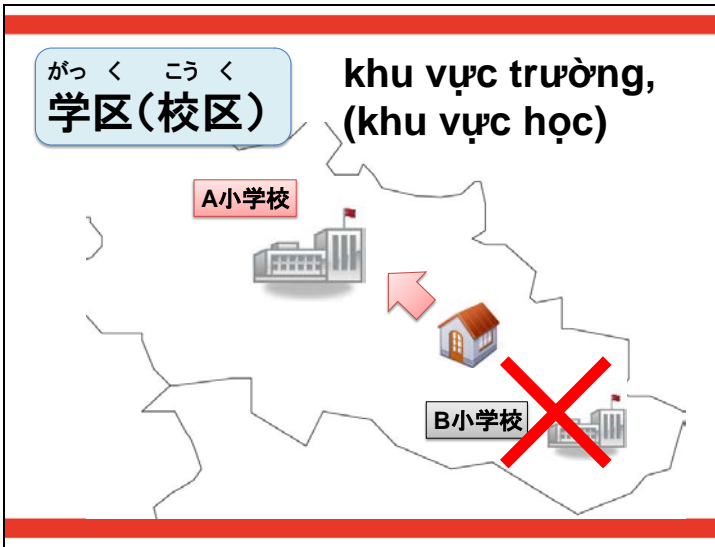 がっ く こう く
学区(校区)
khu vực trường,
(khu vực học)
A小学校
B小学校